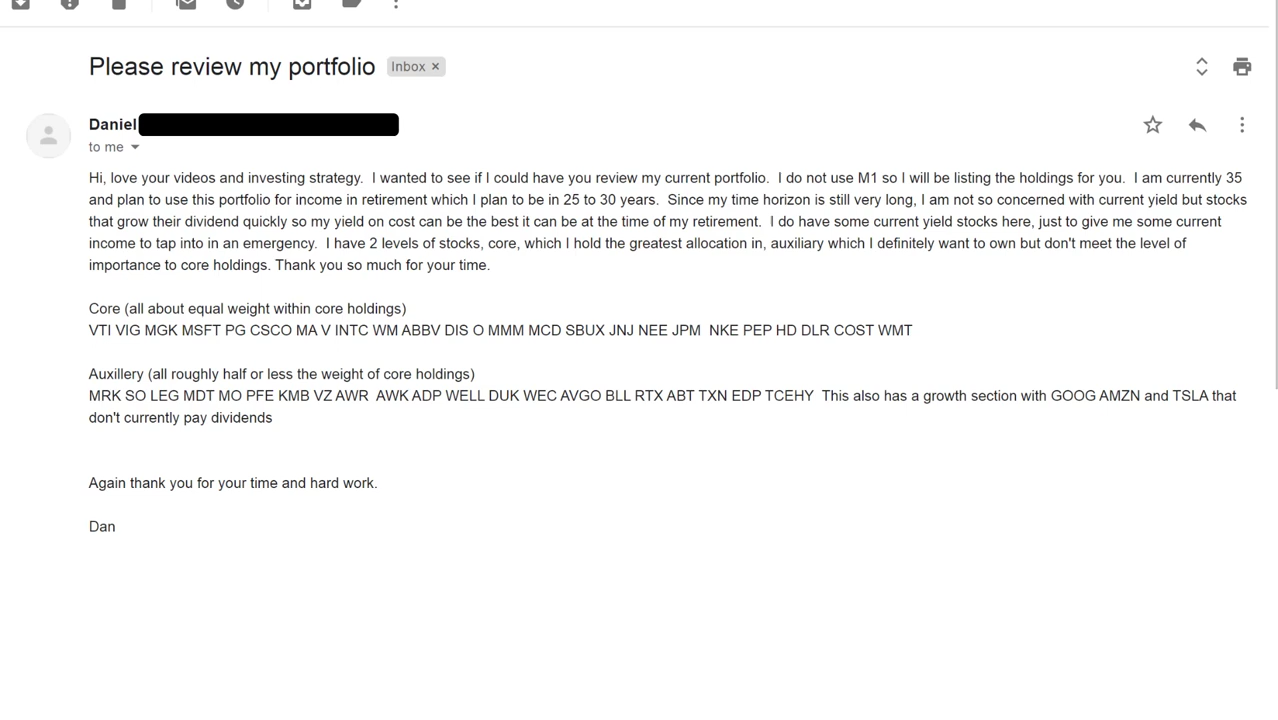 Please review my portfolio Inbox ×
Daniel
to me
Hi, love your videos and investing strategy.  I wanted to see if I could have you review my current portfolio.  I do not use M1 so I will be listing the holdings for you.  I am currently 35
and plan to use this portfolio for income in retirement which I plan to be in 25 to 30 years.  Since my time horizon is still very long, I am not so concerned with current yield but stocks
that grow their dividend quickly so my yield on cost can be the best it can be at the time of my retirement.  I do have some current yield stocks here, just to give me some current
income to tap into in an emergency.  I have 2 levels of stocks, core, which I hold the greatest allocation in, auxiliary which I definitely want to own but don't meet the level of
importance to core holdings. Thank you so much for your time.
Core (all about equal weight within core holdings)
VTI VIG MGK MSFT PG CSCO MA V INTC WM ABBV DIS O MMM MCD SBUX JNJ NEE JPM  NKE PEP HD DLR COST WMT
Auxillery (all roughly half or less the weight of core holdings)
MRK SO LEG MDT MO PFE KMB VZ AWR  AWK ADP WELL DUK WEC AVGO BLL RTX ABT TXN EDP TCEHY  This also has a growth section with GOOG AMZN and TSLA that
don't currently pay dividends
Again thank you for your time and hard work.
Dan